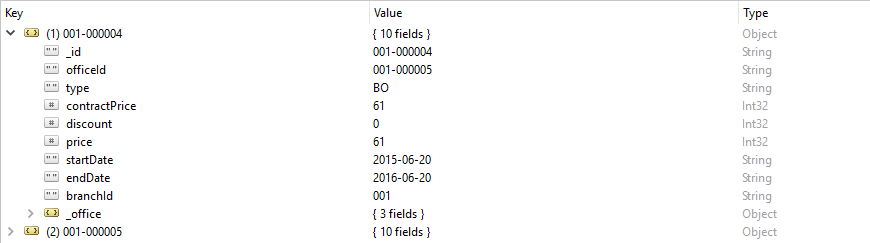 Key Value Type
(1) 001-000004 { 10 fields } Object
"" _id 001-000004 String
"" officeId 001-000005 String
"" type BO String
# contractPrice 61 Int32
# discount 0 Int32
# price 61 Int32
"" startDate 2015-06-20 String
"" endDate 2016-06-20 String
"" branchId 001 String
_office { 3 fields } Object
(2) 001-000005 { 10 fields } Object